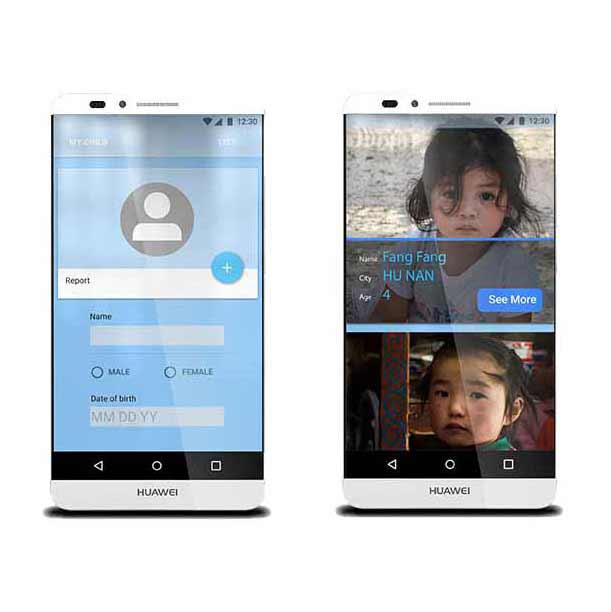 12:30
MY CHILD
Report
+
Name
MALE
FEMALE
Date of birth
MM DD YY
HUAWEI
12:30
Name Fang Fang
City HU NAN
Age 4
See More
HUAWEI